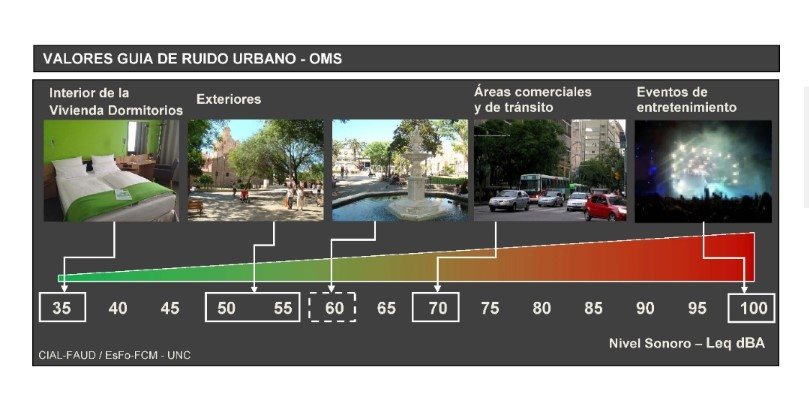 VALORES GUIA DE RUIDO URBANO - OMS
Interior de la
Vivienda Dormitorios
Exteriores
Áreas comerciales
y de tránsito
Eventos de
entretenimiento
35 40 45 50 55 60 65 70 75 80 85 90 95 100
Nivel Sonoro – Leq dBA
CIAL-FAUD / EsFo-FCM - UNC